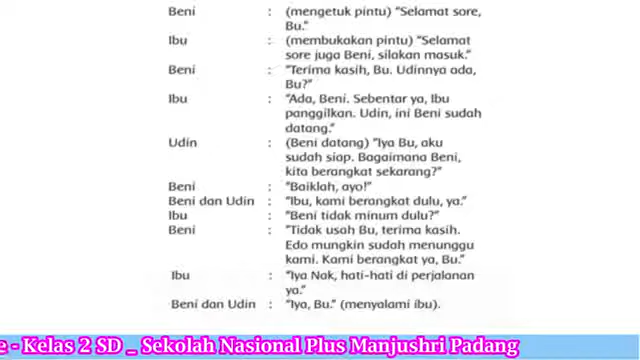 Beni : (mengetuk pintu) "Selamat sore,
Bu."
Ibu : (membukakan pintu) "Selamat
sore juga Beni, silakan masuk."
Beni : "Terima kasih, Bu. Udinnya ada,
Bu?"
Ibu : "Ada, Beni. Sebentar ya, Ibu
panggilkan. Udin, ini Beni sudah
datang."
Udin : (Beni datang) "Iya Bu, aku
sudah siap. Bagaimana Beni,
kita berangkat sekarang?"
Beni : "Baiklah, ayo!"
Beni dan Udin : "Ibu, kami berangkat dulu, ya."
Ibu : "Beni tidak minum dulu?"
Beni : "Tidak usah Bu, terima kasih.
Edo mungkin sudah menunggu
kami. Kami berangkat ya, Bu."
Ibu : "Iya Nak, hati-hati di perjalanan
ya."
Beni dan Udin : "Iya, Bu." (menyalami ibu).
e - Kelas 2 SD _ Sekolah Nasional Plus Manjushri Padang